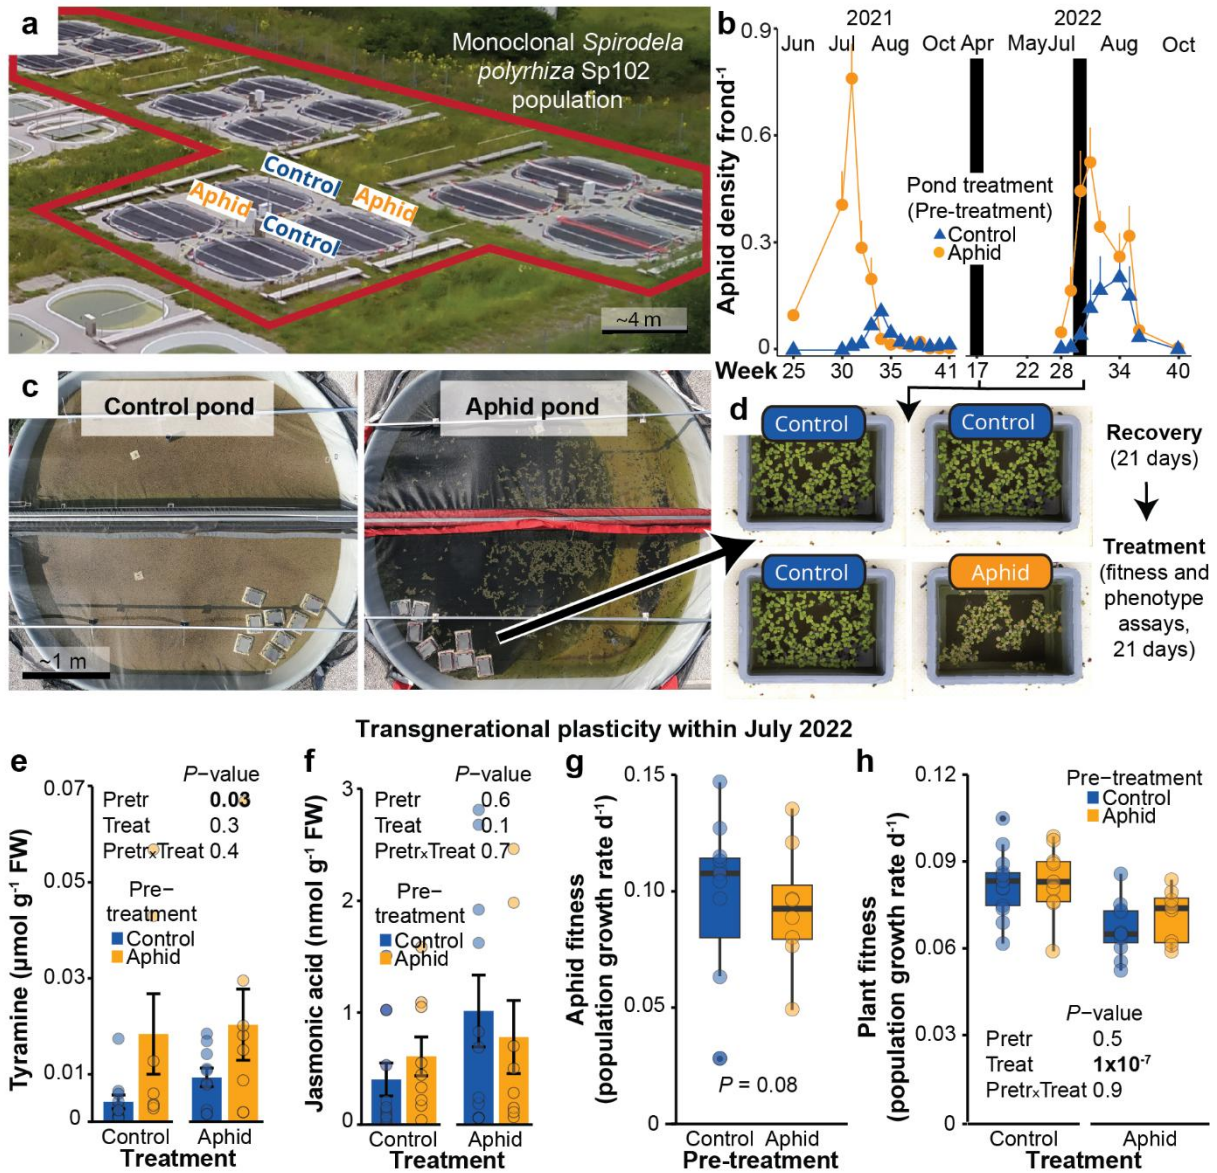 a
Monoclonal Spirodela
polyrhiza Sp102
population
Control
Aphid
Aphid
Control
~4 m
b
2021
2022
Jun
Jul
Aug
Oct
Apr
May
Jul
Aug
Oct
Aphid density frond⁻¹
0.9
0.6
0.3
0
Pond treatment
(Pre-treatment)
Control
Aphid
Week
25
30
35
41
17
22
28
34
40
c
Control pond
Aphid pond
~1 m
d
Control
Control
Control
Aphid
Recovery
(21 days)
Treatment
(fitness and
phenotype
assays,
21 days)
Transgnerational plasticity within July 2022
e
Tyramine (µmol g⁻¹ FW)
0.07
0.05
0.03
0.01
0
P−value
Pretr 0.03
Treat 0.3
PretrxTreat 0.4
Pre−
treatment
Control
Aphid
Control
Aphid
Treatment
f
Jasmonic acid (nmol g⁻¹ FW)
3
2
1
0
P−value
Pretr 0.6
Treat 0.1
PretrxTreat 0.7
Pre−
treatment
Control
Aphid
Control
Aphid
Treatment
g
Aphid fitness
(population growth rate d⁻¹)
0.15
0.10
0.05
0
P = 0.08
Control
Aphid
Pre-treatment
h
Plant fitness
(population growth rate d⁻¹)
0.12
0.09
0.06
0.03
0
Pre−treatment
Control
Aphid
P−value
Pretr 0.5
Treat 1x10⁻⁷
PretrxTreat 0.9
Control
Aphid
Treatment